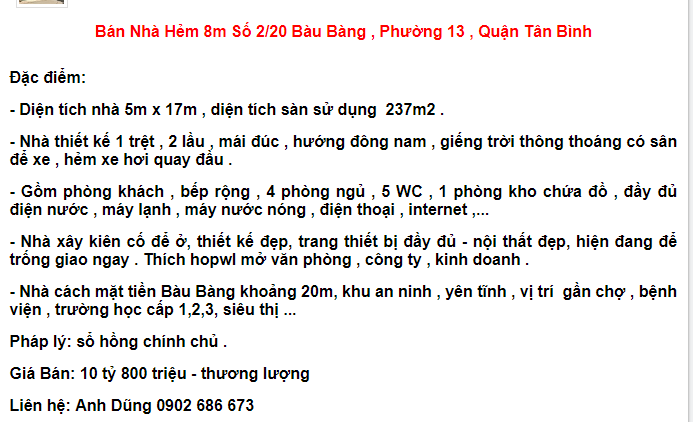 Bán Nhà Hẻm 8m Số 2/20 Bàu Bàng , Phường 13 , Quận Tân Bình
Đặc điểm:
- Diện tích nhà 5m x 17m , diện tích sàn sử dụng 237m2 .
- Nhà thiết kế 1 trệt , 2 lầu , mái đúc , hướng đông nam , giếng trời thông thoáng có sân
để xe , hẻm xe hơi quay đầu .
- Gồm phòng khách , bếp rộng , 4 phòng ngủ , 5 WC , 1 phòng kho chứa đồ , đầy đủ
điện nước , máy lạnh , máy nước nóng , điện thoại , internet ,...
- Nhà xây kiên cố để ở, thiết kế đẹp, trang thiết bị đầy đủ - nội thất đẹp, hiện đang để
trống giao ngay . Thích hopwl mở văn phòng , công ty , kinh doanh .
- Nhà cách mặt tiền Bàu Bàng khoảng 20m, khu an ninh , yên tĩnh , vị trí gần chợ , bệnh
viện , trường học cấp 1,2,3, siêu thị ...
Pháp lý: sổ hồng chính chủ .
Giá Bán: 10 tỷ 800 triệu - thương lượng
Liên hệ: Anh Dũng 0902 686 673